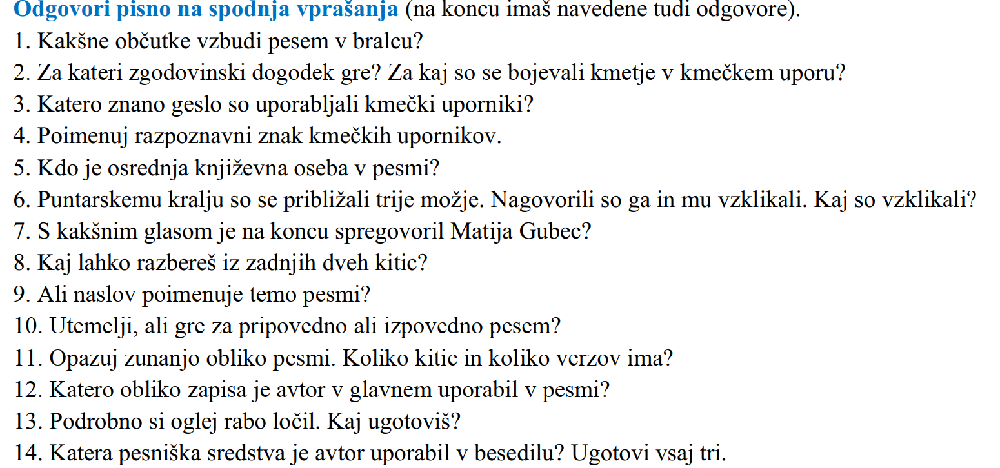 Odgovori pisno na spodnja vprašanja (na koncu imaš navedene tudi odgovore).
1. Kakšne občutke vzbudi pesem v bralcu?
2. Za kateri zgodovinski dogodek gre? Za kaj so se bojevali kmetje v kmečkem uporu?
3. Katero znano geslo so uporabljali kmečki uporniki?
4. Poimenuj razpoznavni znak kmečkih upornikov.
5. Kdo je osrednja književna oseba v pesmi?
6. Puntarskemu kralju so se približali trije možje. Nagovorili so ga in mu vzklikali. Kaj so vzklikali?
7. S kakšnim glasom je na koncu spregovoril Matija Gubec?
8. Kaj lahko razbereš iz zadnjih dveh kitic?
9. Ali naslov poimenuje temo pesmi?
10. Utemelji, ali gre za pripovedno ali izpovedno pesem?
11. Opazuj zunanjo obliko pesmi. Koliko kitic in koliko verzov ima?
12. Katero obliko zapisa je avtor v glavnem uporabil v pesmi?
13. Podrobno si oglej rabo ločil. Kaj ugotoviš?
14. Katera pesniška sredstva je avtor uporabil v besedilu? Ugotovi vsaj tri.